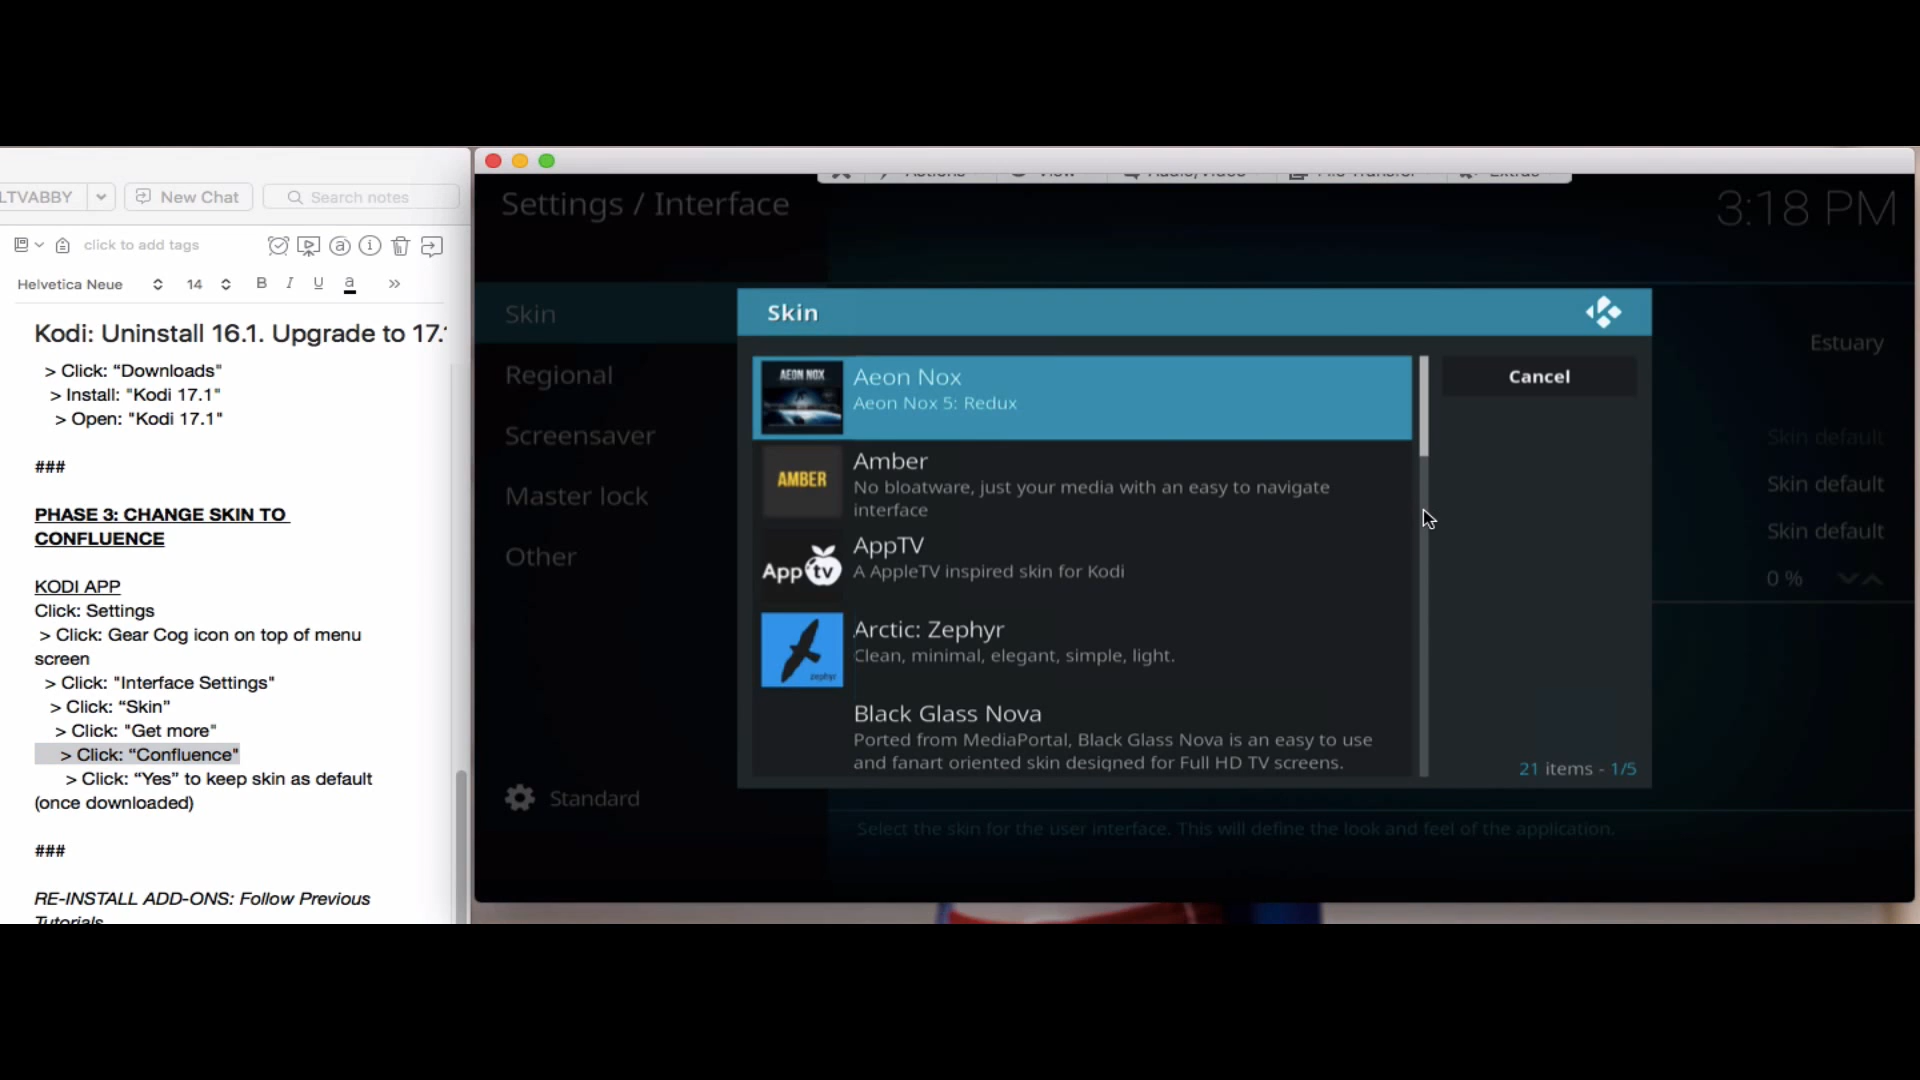 LTVABBY
New Chat
Search notes
click to add tags
Helvetica Neue
14
B I U a
Kodi: Uninstall 16.1. Upgrade to 17.
> Click: “Downloads"
> Install: "Kodi 17.1"
> Open: "Kodi 17.1"
###
PHASE 3: CHANGE SKIN TO
CONFLUENCE
KODI APP
Click: Settings
> Click: Gear Cog icon on top of menu
screen
> Click: "Interface Settings"
> Click: “Skin”
> Click: "Get more"
> Click: “Confluence"
> Click: “Yes” to keep skin as default
(once downloaded)
###
RE-INSTALL ADD-ONS: Follow Previous
Tutorials
Settings / Interface
3:18 PM
Skin
Regional
Screensaver
Master lock
Other
Standard
Skin
AEON NOX
Aeon Nox
Aeon Nox 5: Redux
AMBER
Amber
No bloatware, just your media with an easy to navigate
interface
App tv
AppTV
A AppleTV inspired skin for Kodi
zephyr
Arctic: Zephyr
Clean, minimal, elegant, simple, light.
Black Glass Nova
Ported from MediaPortal, Black Glass Nova is an easy to use
and fanart oriented skin designed for Full HD TV screens.
Cancel
21 items - 1/5
Estuary
Skin default
Skin default
Skin default
0 %
Select the skin for the user interface. This will define the look and feel of the application.